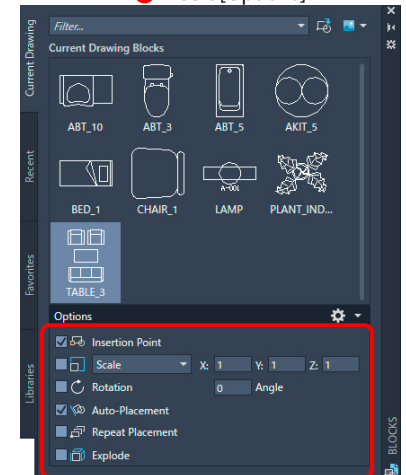 Filter...
Current Drawing Blocks
ABT_10
ABT_3
ABT_5
AKIT_5
A-001
BED_1
CHAIR_1
LAMP
PLANT_IND...
TABLE_3
Options
Insertion Point
Scale X: 1 Y: 1 Z: 1
Rotation 0 Angle
Auto-Placement
Repeat Placement
Explode
Current Drawing
Recent
Favorites
Libraries
BLOCKS